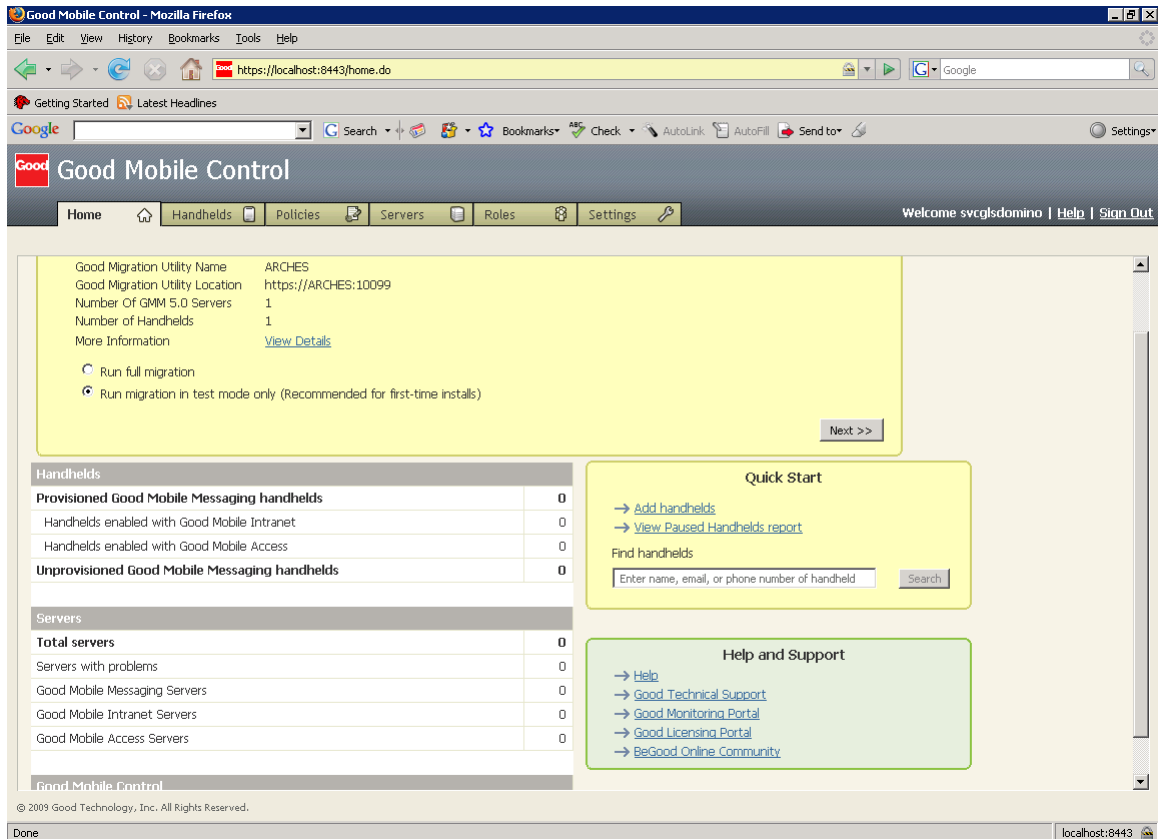 Good Mobile Control - Mozilla Firefox
File Edit View History Bookmarks Tools Help
Good https://localhost:8443/home.do G Google
Getting Started Latest Headlines
Google G Search Bookmarks ABC Check AutoLink AutoFill Send to Settings
Good Good Mobile Control
Home Handhelds Policies Servers Roles Settings Welcome svcglsdomino | Help | Sign Out
Good Migration Utility Name ARCHES
Good Migration Utility Location https://ARCHES:10099
Number Of GMM 5.0 Servers 1
Number of Handhelds 1
More Information View Details
Run full migration
Run migration in test mode only (Recommended for first-time installs)
Next >>
Handhelds
Provisioned Good Mobile Messaging handhelds 0
Handhelds enabled with Good Mobile Intranet 0
Handhelds enabled with Good Mobile Access 0
Unprovisioned Good Mobile Messaging handhelds 0
Servers
Total servers 0
Servers with problems 0
Good Mobile Messaging Servers 0
Good Mobile Intranet Servers 0
Good Mobile Access Servers 0
Good Mobile Control
Quick Start
Add handhelds
View Paused Handhelds report
Find handhelds
Enter name, email, or phone number of handheld Search
Help and Support
Help
Good Technical Support
Good Monitoring Portal
Good Licensing Portal
BeGood Online Community
© 2009 Good Technology, Inc. All Rights Reserved.
Done localhost:8443